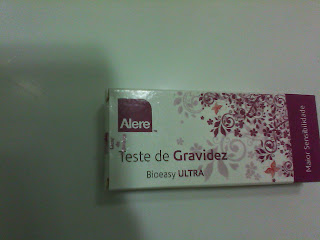 Alere
Teste de Gravidez
Bioeasy ULTRA
Maior Sensibilidade